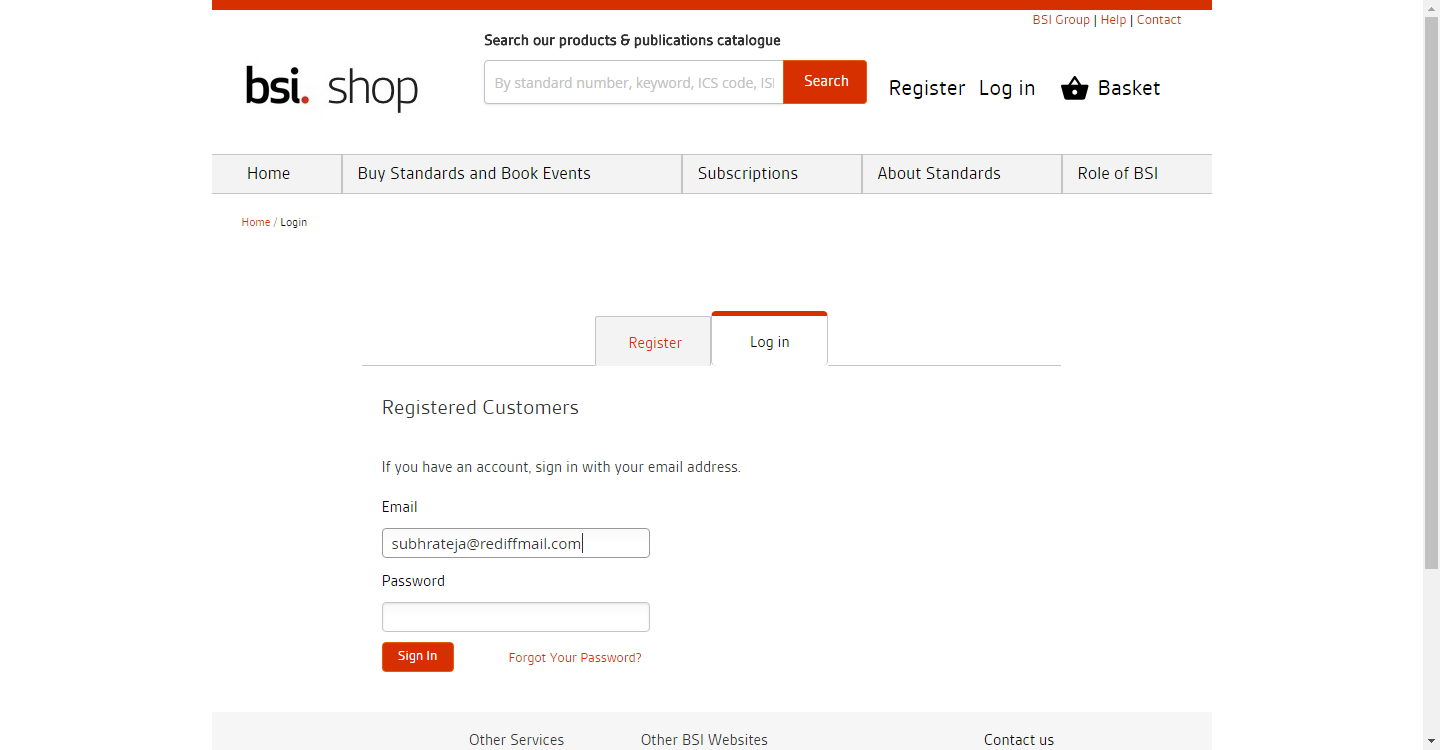 BSI Group | Help | Contact
Search our products & publications catalogue
bsi. shop
By standard number, keyword, ICS code, ISI
Search
Register Log in Basket
Home Buy Standards and Book Events Subscriptions About Standards Role of BSI
Home / Login
Register Log in
Registered Customers
If you have an account, sign in with your email address.
Email
subhrateja@rediffmail.com
Password
Sign In Forgot Your Password?
Other Services Other BSI Websites Contact us